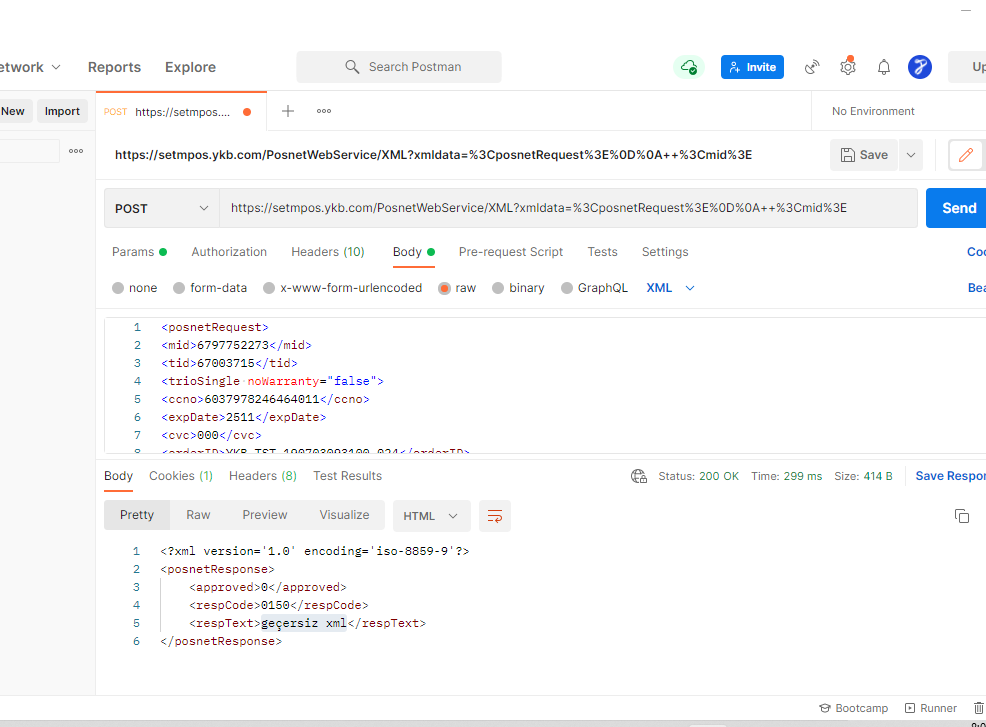 etwork Reports Explore Search Postman Invite Up
New Import POST https://setmpos.... No Environment
https://setmpos.ykb.com/PosnetWebService/XML?xmldata=%3CposnetRequest%3E%0D%0A++%3Cmid%3E Save
POST https://setmpos.ykb.com/PosnetWebService/XML?xmldata=%3CposnetRequest%3E%0D%0A++%3Cmid%3E Send
Params Authorization Headers (10) Body Pre-request Script Tests Settings Coo
none form-data x-www-form-urlencoded raw binary GraphQL XML Bea
1 <posnetRequest>
2 <mid>6797752273</mid>
3 <tid>67003715</tid>
4 <trioSingle noWarranty="false">
5 <ccno>6037978246464011</ccno>
6 <expDate>2511</expDate>
7 <cvc>000</cvc>
8 <orderID>YKB_TST_190703093100_024</orderID>
Body Cookies (1) Headers (8) Test Results Status: 200 OK Time: 299 ms Size: 414 B Save Respon
Pretty Raw Preview Visualize HTML
1 <?xml version='1.0' encoding='iso-8859-9'?>
2 <posnetResponse>
3 <approved>0</approved>
4 <respCode>0150</respCode>
5 <respText>geçersiz xml</respText>
6 </posnetResponse>
Bootcamp Runner